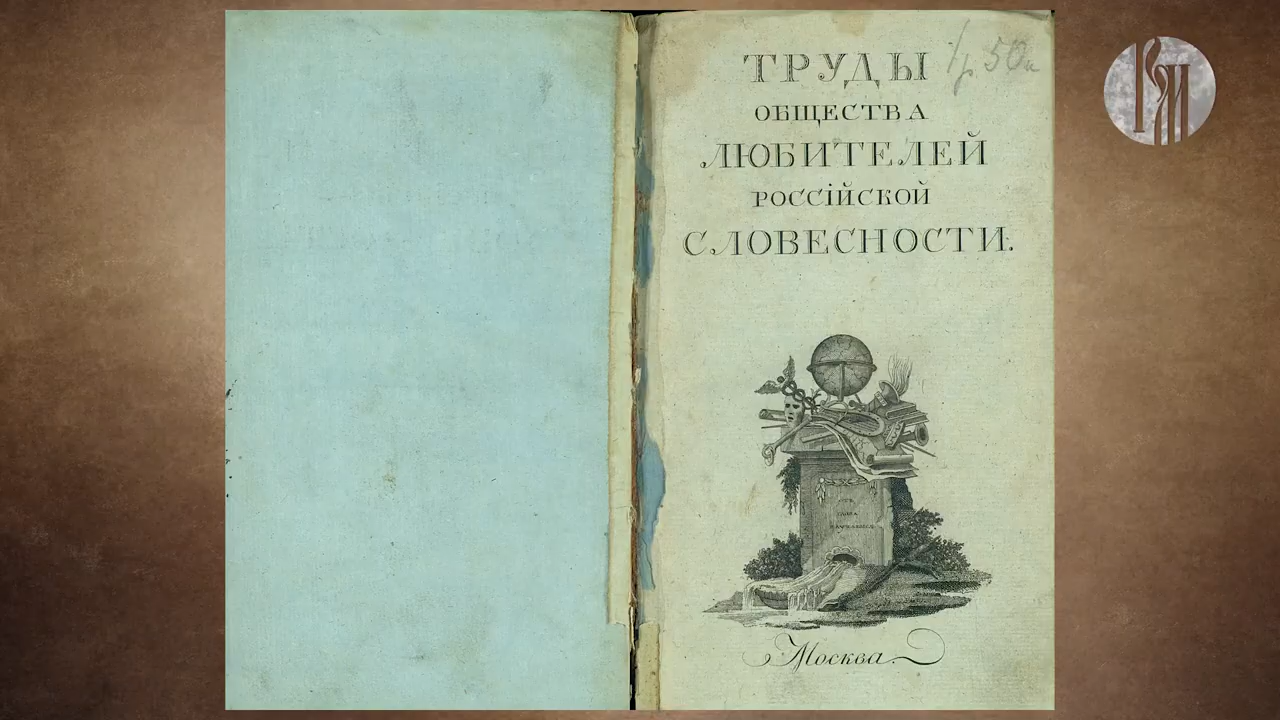 ТРУДЫ
ОБЩЕСТВА
ЛЮБИТЕЛЕЙ
РОССІЙСКОЙ
СЛОВЕСНОСТИ.
Москва.